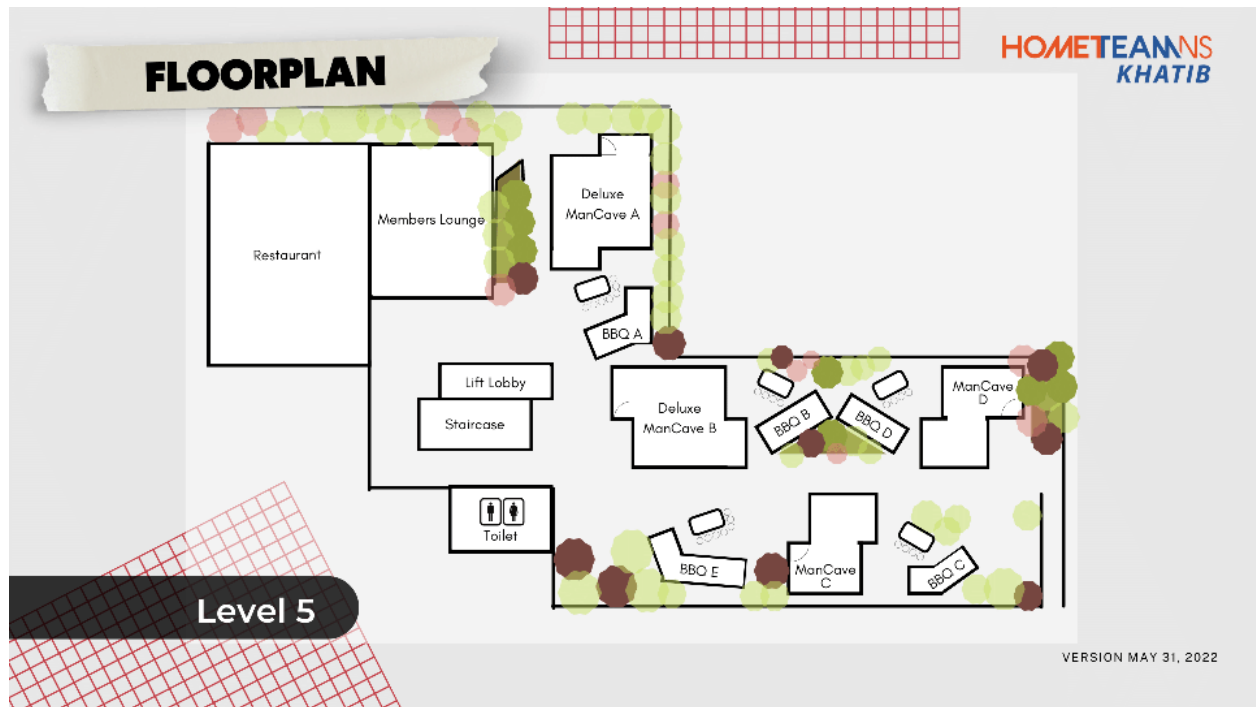 FLOORPLAN
HOMETEAMNS
KHATIB
Restaurant
Members Lounge
Deluxe
ManCave A
BBQ A
Lift Lobby
Staircase
Deluxe
ManCave B
BBQ B
BBQ D
ManCave
D
Toilet
BBQ E
ManCave
C
BBQ C
Level 5
VERSION MAY 31, 2022